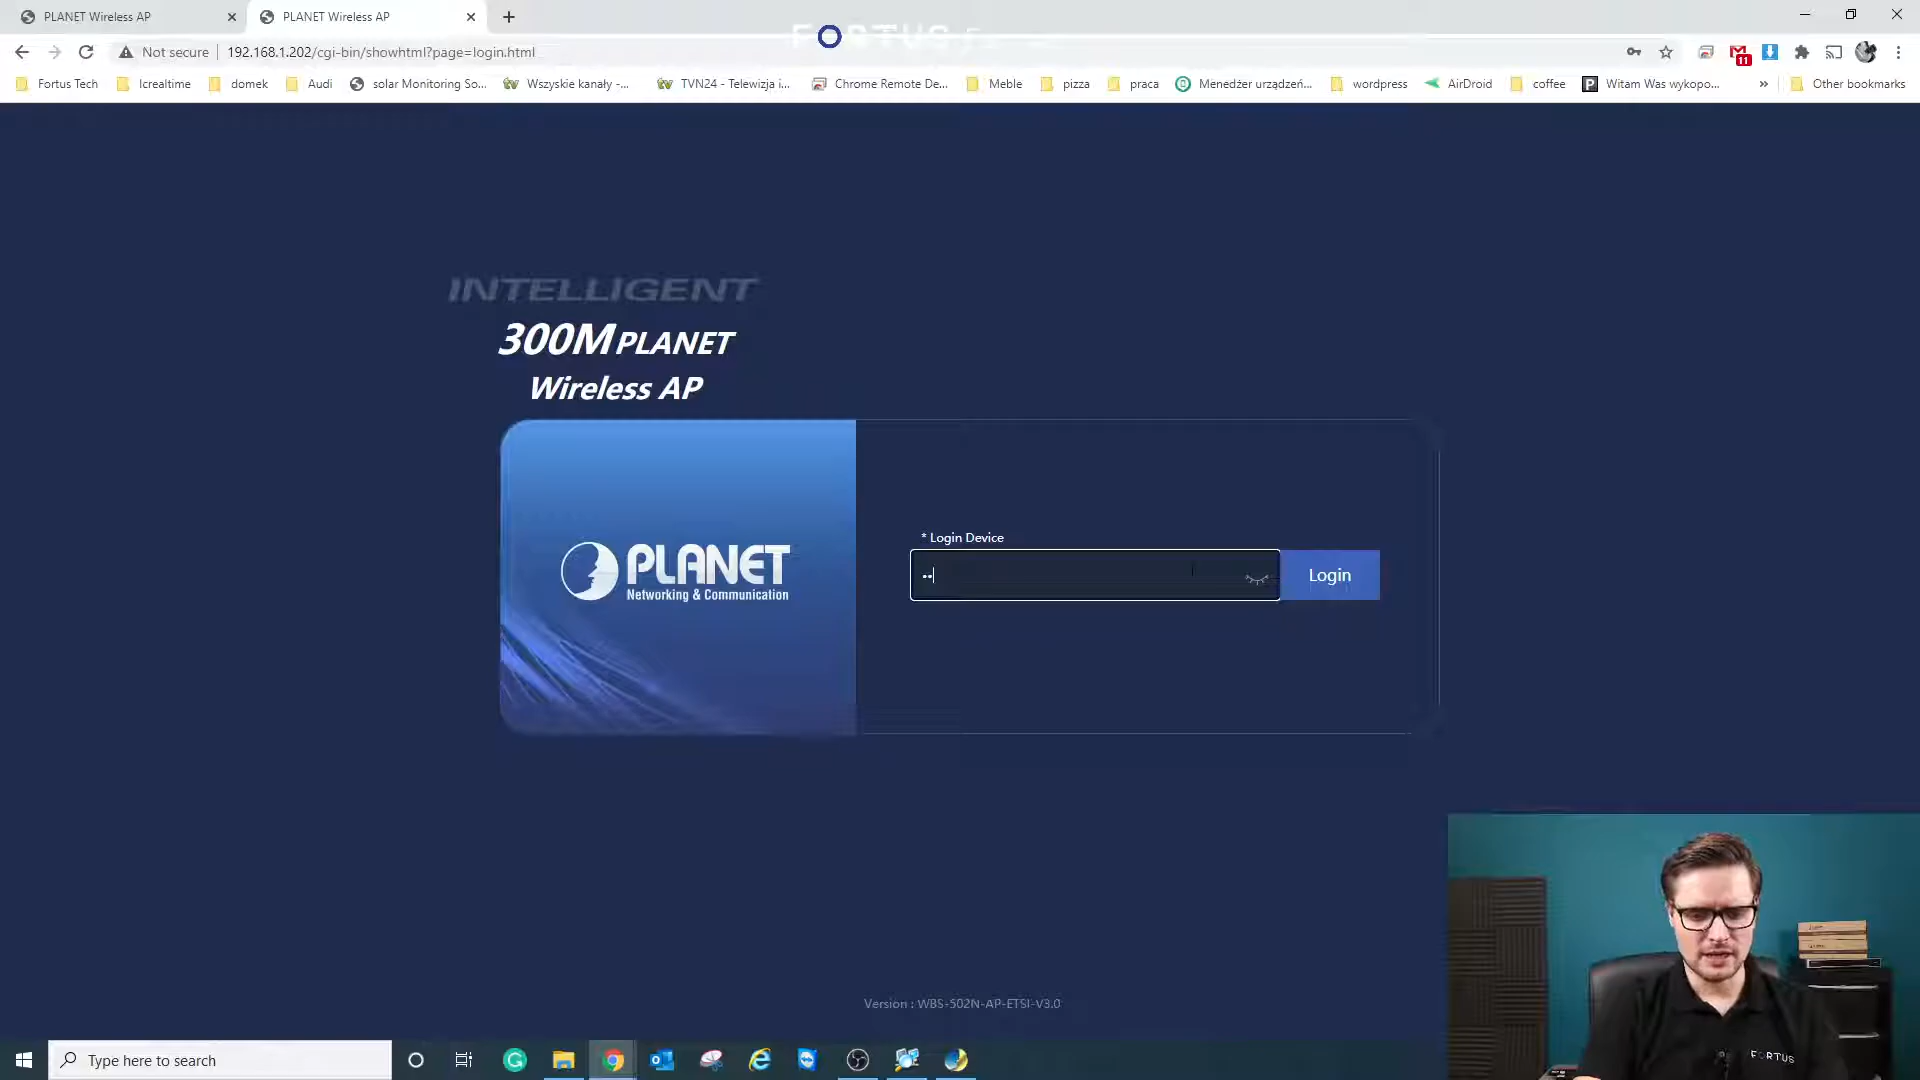 PLANET Wireless AP
PLANET Wireless AP
Not secure
192.168.1.202/cgi-bin/showhtml?page=login.html
FORTUS
11
Fortus Tech
Icrealtime
domek
Audi
solar Monitoring So...
Wszyskie kanały -...
TVN24 - Telewizja i...
Chrome Remote De...
Meble
pizza
praca
Menedżer urządzeń...
wordpress
AirDroid
coffee
Witam Was wykopo...
Other bookmarks
INTELLIGENT
300M PLANET
Wireless AP
PLANET
Networking & Communication
* Login Device
Login
Version : WBS-502N-AP-ETSI-V3.0
FORTUS
Type here to search